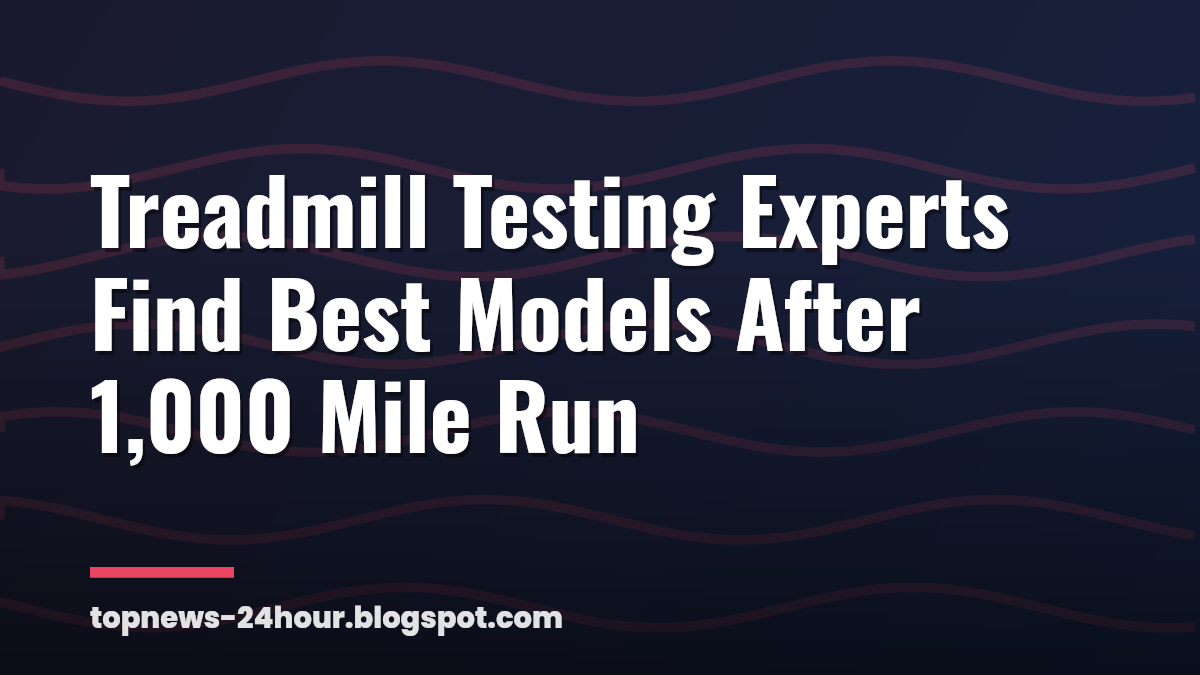 Treadmill Testing Experts
Find Best Models After
1,000 Mile Run
topnews-24hour.blogspot.com